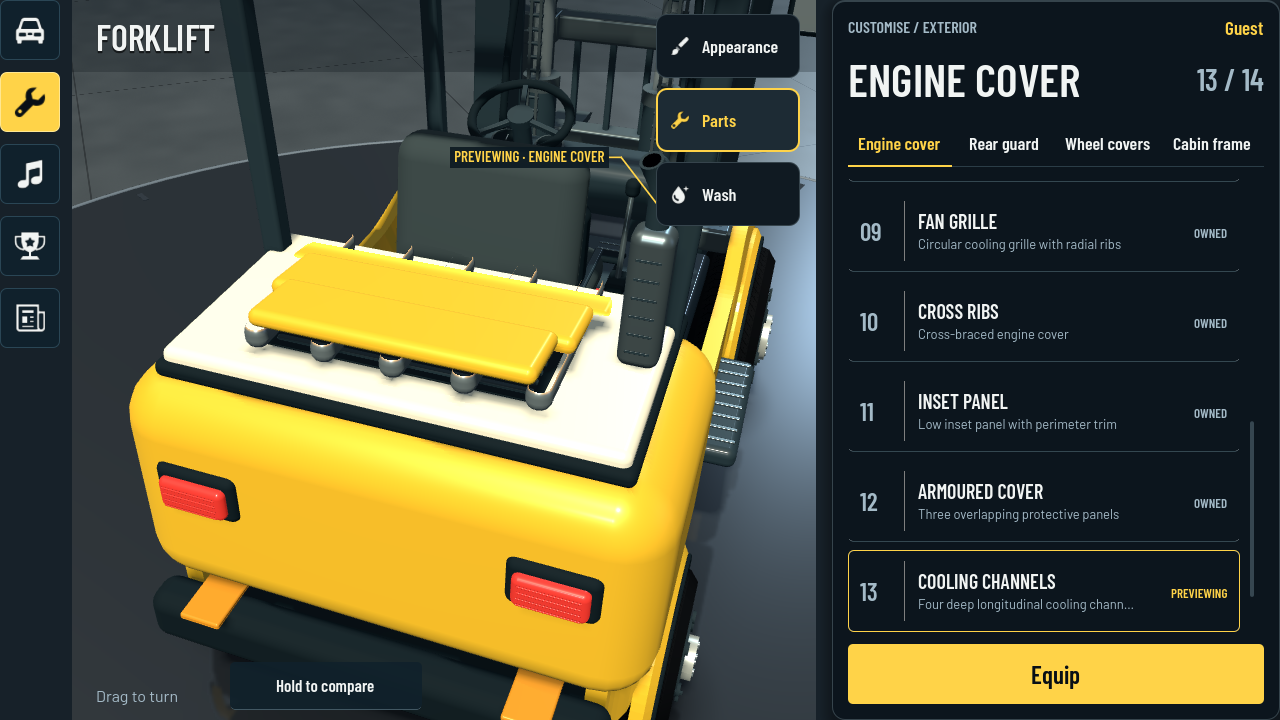 FORKLIFT
Appearance
Parts
Wash
PREVIEWING · ENGINE COVER
Drag to turn
Hold to compare
CUSTOMISE / EXTERIOR
Guest
ENGINE COVER
13 / 14
Engine cover
Rear guard
Wheel covers
Cabin frame
09
FAN GRILLE
Circular cooling grille with radial ribs
OWNED
10
CROSS RIBS
Cross-braced engine cover
OWNED
11
INSET PANEL
Low inset panel with perimeter trim
OWNED
12
ARMOURED COVER
Three overlapping protective panels
OWNED
13
COOLING CHANNELS
Four deep longitudinal cooling chann...
PREVIEWING
Equip